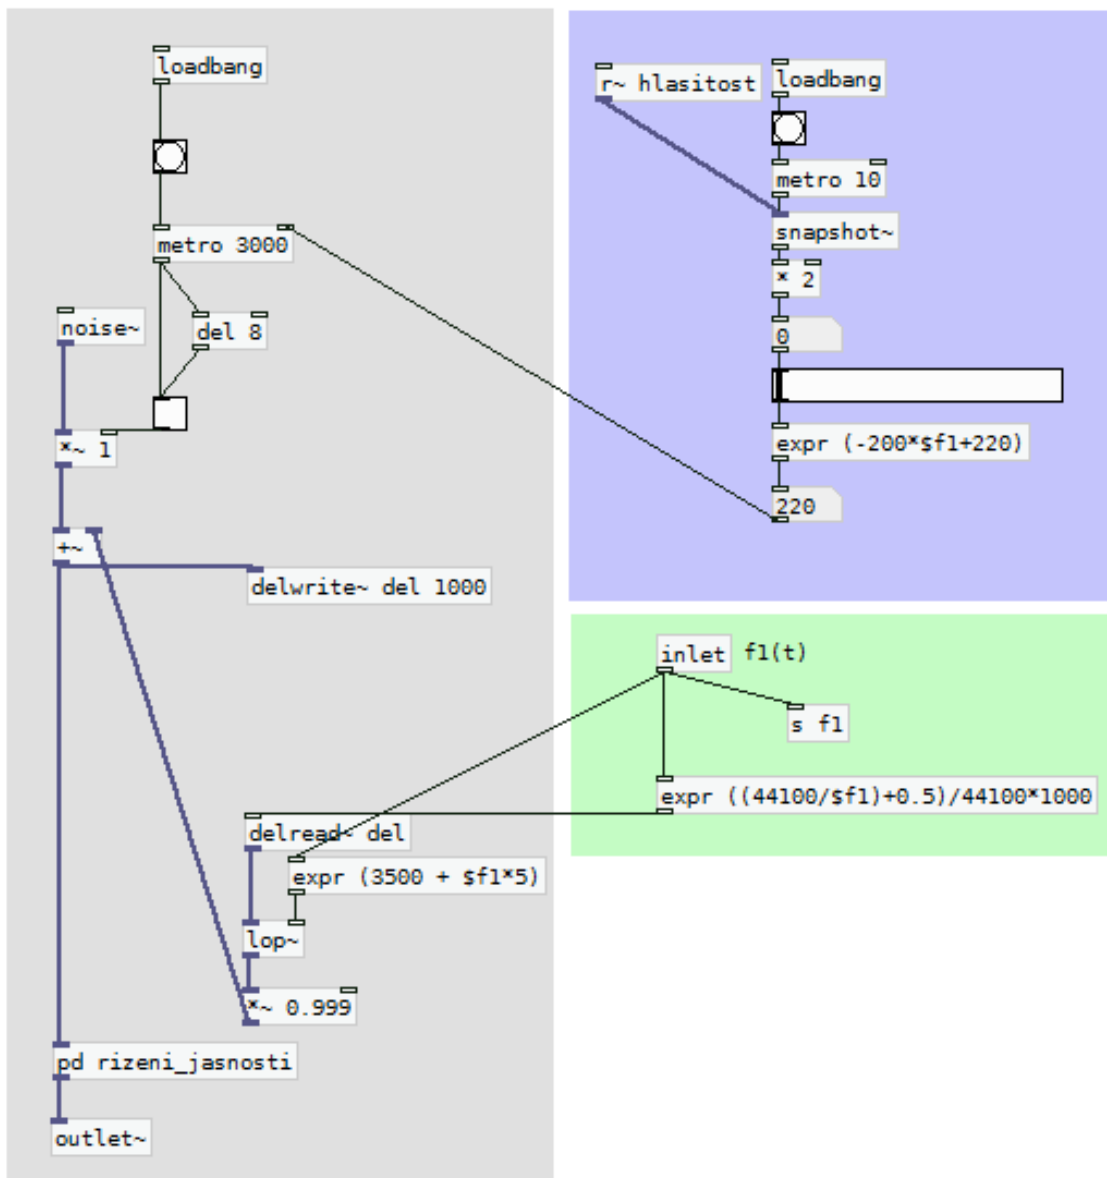 loadbang
metro 3000
noise~
del 8
*~ 1
+~
delwrite~ del 1000
delread~ del
expr (3500 + $f1*5)
lop~
*~ 0.999
pd rizeni_jasnosti
outlet~
r~ hlasitost
loadbang
metro 10
snapshot~
* 2
0
expr (-200*$f1+220)
220
inlet f1(t)
s f1
expr ((44100/$f1)+0.5)/44100*1000